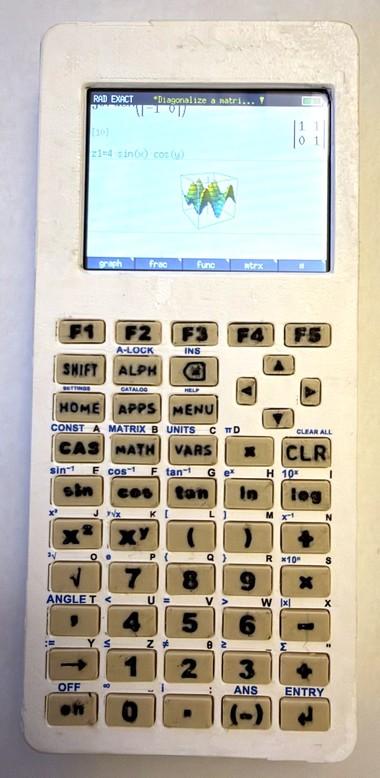 RAD EXACT *Diagonalize a matri... ▼
[10]
1 1
0 1
z1=4 sin(x) cos(y)
graph frac func mtrx
F1 F2 F3 F4 F5
A-LOCK INS
SHIFT ALPH
SETTINGS CATALOG HELP
HOME APPS MENU
CONST A MATRIX B UNITS C π D CLEAR ALL
CAS MATH VARS x CLR
sin⁻¹ E cos⁻¹ F tan⁻¹ G eˣ H 10ˣ I
sin cos tan ln log
x³ J ʸ√x K [ L ] M x⁻¹ N
x² xʸ ( ) ÷
³√ O e P { Q } R ×10ⁿ S
√ 7 8 9 ×
ANGLE T < U = V > W |x| X
, 4 5 6 -
:= Y ≤ Z ≠ θ ≥ _ Σ "
→ 1 2 3 +
OFF ∞ i : ANS ENTRY
on 0 . (-) ↵